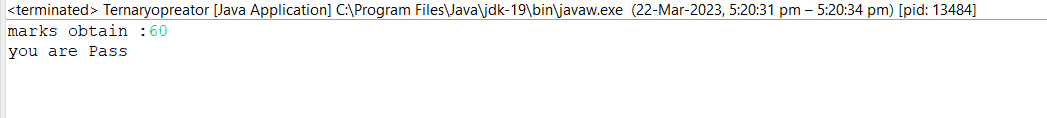 <terminated> Ternaryopreator [Java Application] C:\Program Files\Java\jdk-19\bin\javaw.exe  (22-Mar-2023, 5:20:31 pm – 5:20:34 pm) [pid: 13484]
marks obtain :60
you are Pass